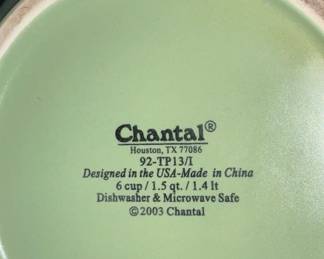 Chantal®
Houston, TX 77086
92-TP13/I
Designed in the USA-Made in China
6 cup / 1.5 qt. / 1.4 lt
Dishwasher & Microwave Safe
©2003 Chantal